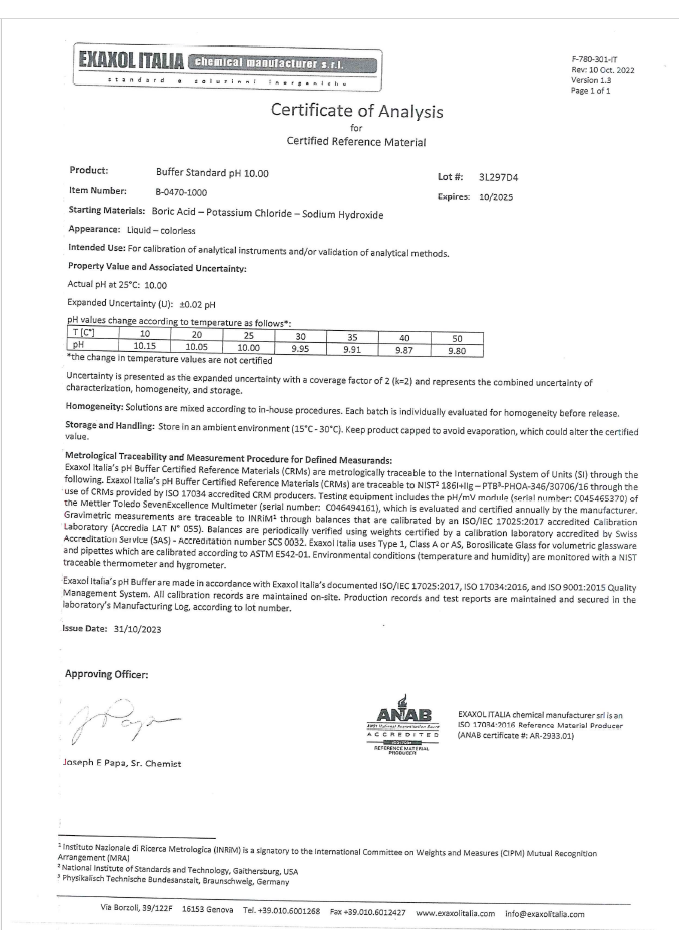 EXAXOL ITALIA chemical manufacturer s.r.l.
standard e soluzioni inorganiche
F-780-301-IT
Rev: 10 Oct. 2022
Version 1.3
Page 1 of 1
Certificate of Analysis
for
Certified Reference Material
Product: Buffer Standard pH 10.00
Lot #: 3L297D4
Item Number: B-0470-1000
Expires: 10/2025
Starting Materials: Boric Acid – Potassium Chloride – Sodium Hydroxide
Appearance: Liquid – colorless
Intended Use: For calibration of analytical instruments and/or validation of analytical methods.
Property Value and Associated Uncertainty:
Actual pH at 25°C: 10.00
Expanded Uncertainty (U): ±0.02 pH
pH values change according to temperature as follows*:
T [C°] 10 20 25 30 35 40 50
pH 10.15 10.05 10.00 9.95 9.91 9.87 9.80
*the change in temperature values are not certified
Uncertainty is presented as the expanded uncertainty with a coverage factor of 2 (k=2) and represents the combined uncertainty of
characterization, homogeneity, and storage.
Homogeneity: Solutions are mixed according to in-house procedures. Each batch is individually evaluated for homogeneity before release.
Storage and Handling: Store in an ambient environment (15°C - 30°C). Keep product capped to avoid evaporation, which could alter the certified
value.
Metrological Traceability and Measurement Procedure for Defined Measurands:
Exaxol Italia's pH Buffer Certified Reference Materials (CRMs) are metrologically traceable to the International System of Units (SI) through the
following. Exaxol Italia's pH Buffer Certified Reference Materials (CRMs) are traceable to NIST² 186I+IIg – PTB³-PHOA-346/30706/16 through the
use of CRMs provided by ISO 17034 accredited CRM producers. Testing equipment includes the pH/mV module (serial number: C045465370) of
the Mettler Toledo SevenExcellence Multimeter (serial number: C046494161), which is evaluated and certified annually by the manufacturer.
Gravimetric measurements are traceable to INRiM¹ through balances that are calibrated by an ISO/IEC 17025:2017 accredited Calibration
Laboratory (Accredia LAT N° 055). Balances are periodically verified using weights certified by a calibration laboratory accredited by Swiss
Accreditation Service (SAS) - Accreditation number SCS 0032. Exaxol Italia uses Type 1, Class A or AS, Borosilicate Glass for volumetric glassware
and pipettes which are calibrated according to ASTM E542-01. Environmental conditions (temperature and humidity) are monitored with a NIST
traceable thermometer and hygrometer.
Exaxol Italia's pH Buffer are made in accordance with Exaxol Italia's documented ISO/IEC 17025:2017, ISO 17034:2016, and ISO 9001:2015 Quality
Management System. All calibration records are maintained on-site. Production records and test reports are maintained and secured in the
laboratory's Manufacturing Log, according to lot number.
Issue Date: 31/10/2023
Approving Officer:
Joseph E Papa, Sr. Chemist
ANAB
ACCREDITED
REFERENCE MATERIAL
PRODUCER
EXAXOL ITALIA chemical manufacturer srl is an
ISO 17034:2016 Reference Material Producer
(ANAB certificate #: AR-2933.01)
¹ Instituto Nazionale di Ricerca Metrologica (INRiM) is a signatory to the International Committee on Weights and Measures (CIPM) Mutual Recognition
Arrangement (MRA)
² National Institute of Standards and Technology, Gaithersburg, USA
³ Physikalisch Technische Bundesanstalt, Braunschweig, Germany
Via Borzoli, 39/122F 16153 Genova Tel. +39.010.6001268 Fax +39.010.6012427 www.exaxolitalia.com info@exaxolitalia.com